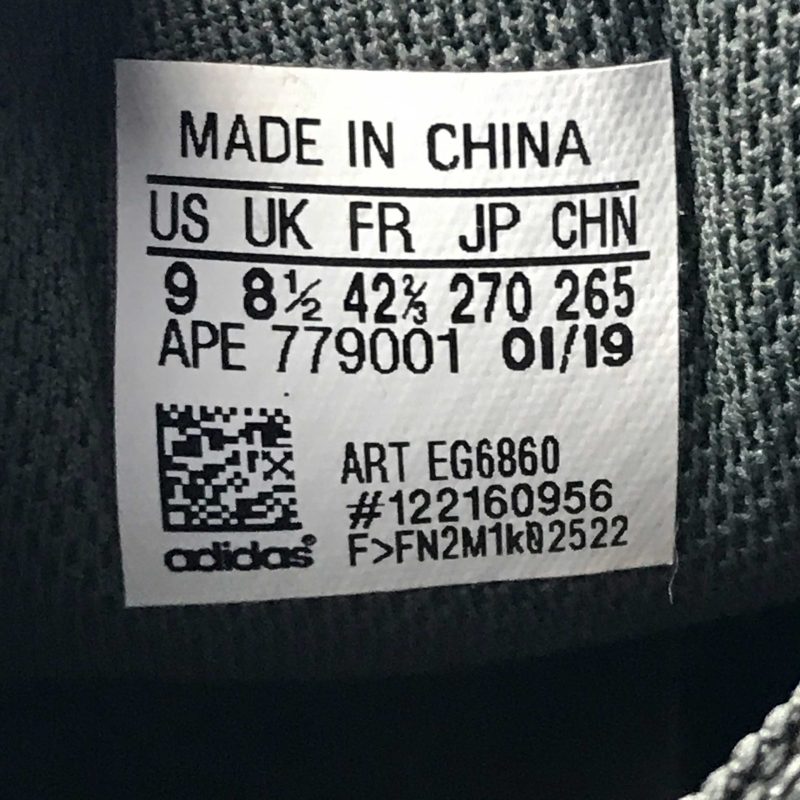 MADE IN CHINA
US UK FR JP CHN
9 8½ 42⅔ 270 265
APE 779001 01/19
ART EG6860
#122160956
F>FN2M1k02522
adidas®